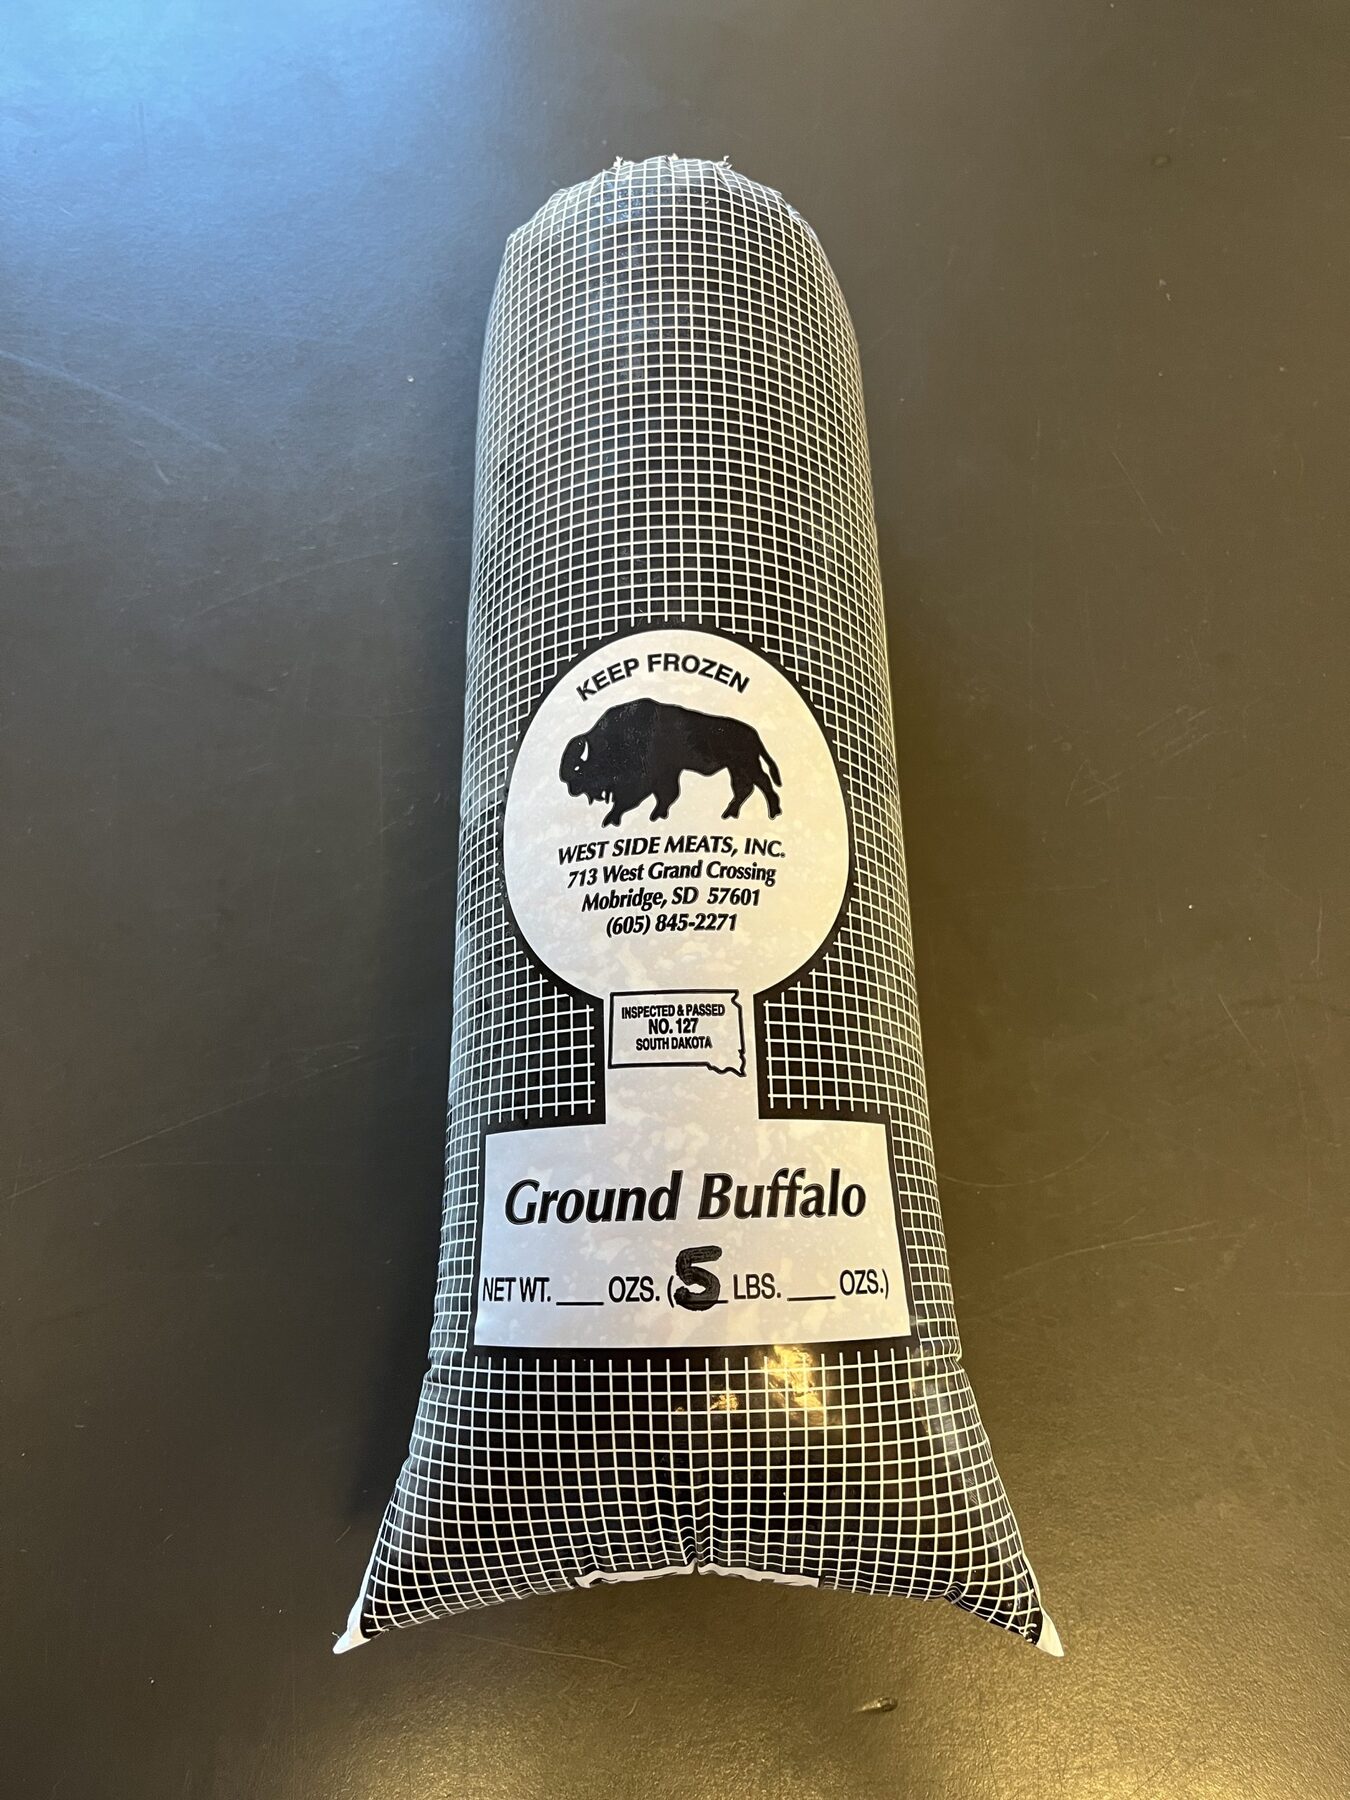 KEEP FROZEN
WEST SIDE MEATS, INC.
713 West Grand Crossing
Mobridge, SD 57601
(605) 845-2271
INSPECTED & PASSED
NO. 127
SOUTH DAKOTA
Ground Buffalo
NET WT. ___ OZS. (5 LBS. ___ OZS.)